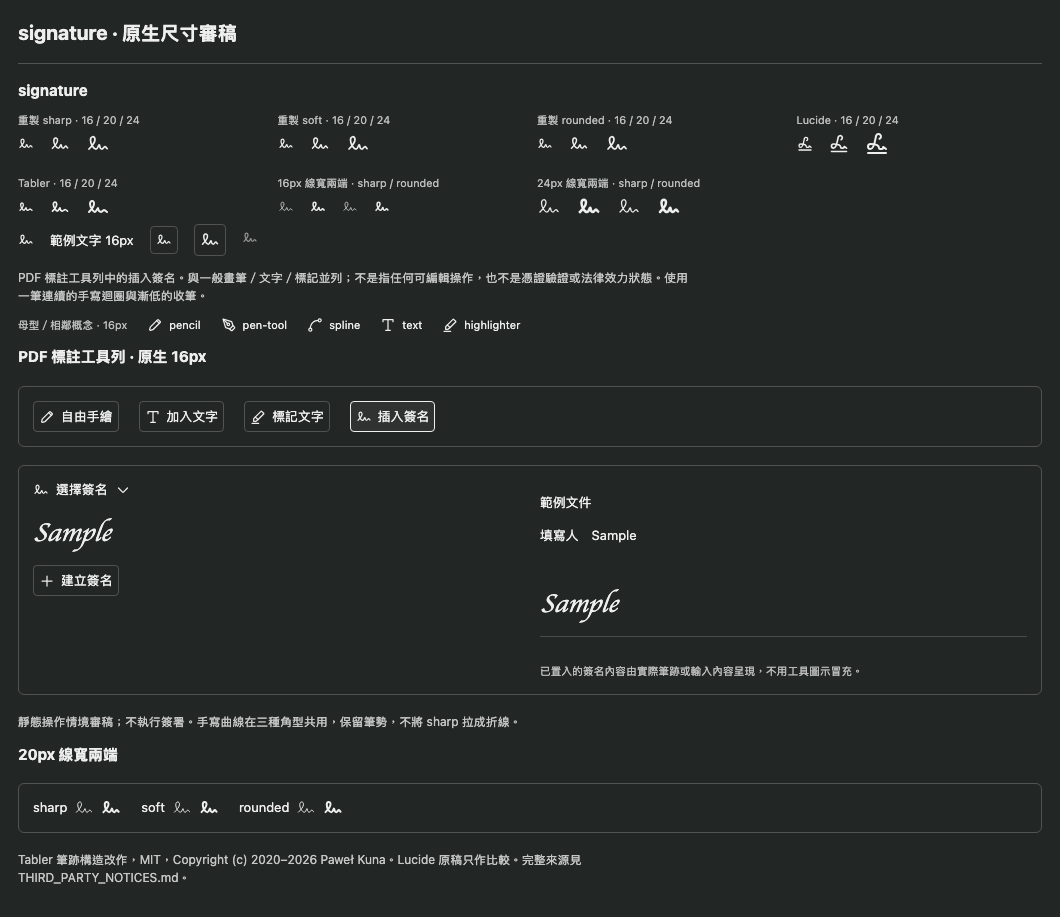 signature · 原生尺寸審稿
signature
重製 sharp · 16 / 20 / 24
重製 soft · 16 / 20 / 24
重製 rounded · 16 / 20 / 24
Lucide · 16 / 20 / 24
Tabler · 16 / 20 / 24
16px 線寬兩端 · sharp / rounded
24px 線寬兩端 · sharp / rounded
範例文字 16px
PDF 標註工具列中的插入簽名。與一般畫筆 / 文字 / 標記並列；不是指任何可編輯操作，也不是憑證驗證或法律效力狀態。使用
一筆連續的手寫迴圈與漸低的收筆。
母型 / 相鄰概念 · 16px
pencil
pen-tool
spline
text
highlighter
PDF 標註工具列 · 原生 16px
自由手繪
加入文字
標記文字
插入簽名
選擇簽名
Sample
建立簽名
範例文件
填寫人 Sample
Sample
已置入的簽名內容由實際筆跡或輸入內容呈現，不用工具圖示冒充。
靜態操作情境審稿；不執行簽署。手寫曲線在三種角型共用，保留筆勢，不將 sharp 拉成折線。
20px 線寬兩端
sharp
soft
rounded
Tabler 筆跡構造改作，MIT，Copyright (c) 2020–2026 Paweł Kuna。Lucide 原稿只作比較。完整來源見
THIRD_PARTY_NOTICES.md。